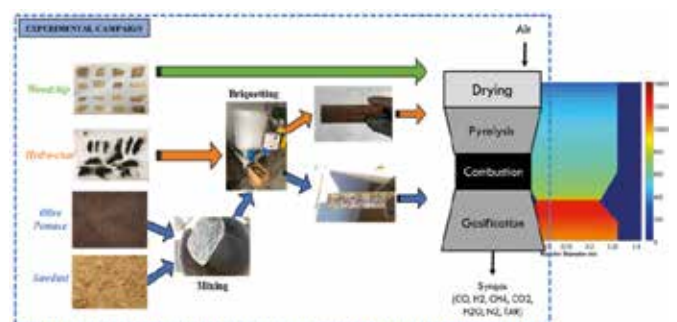 EXPERIMENTAL CAMPAIGN
Air
Woodchip
Briquetting
Drying
Pyrolysis
Hydrochar
Combustion
Olive
Pomace
Gasification
Sawdust
Mixing
Syngas
(CO, H2, CH4, CO2,
H2O, N2, TAR)